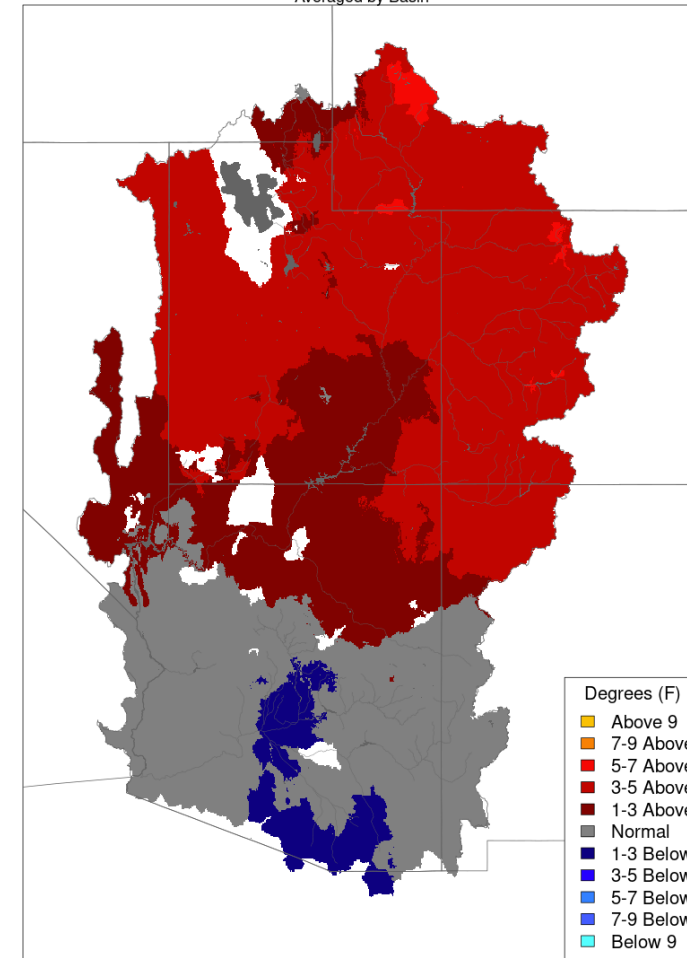 Averaged by Basin
Degrees (F)
Above 9
7-9 Above
5-7 Above
3-5 Above
1-3 Above
Normal
1-3 Below
3-5 Below
5-7 Below
7-9 Below
Below 9